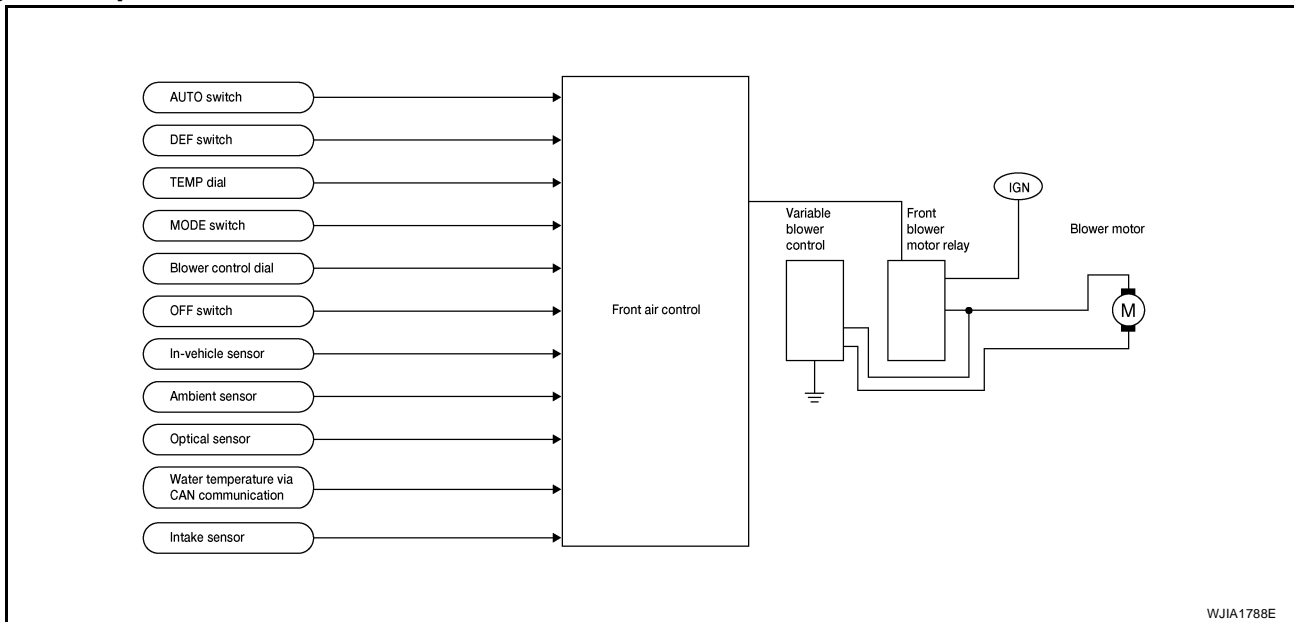 AUTO switch
DEF switch
TEMP dial
MODE switch
Blower control dial
OFF switch
In-vehicle sensor
Ambient sensor
Optical sensor
Water temperature via
CAN communication
Intake sensor
Front air control
Variable
blower
control
Front
blower
motor relay
IGN
Blower motor
M
WJIA1788E